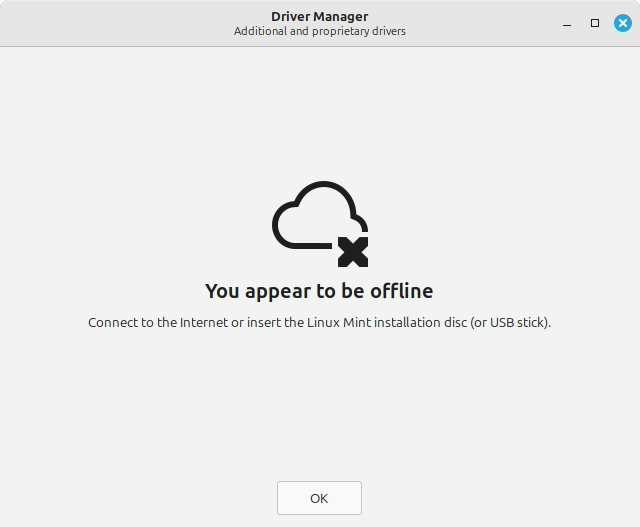 Driver Manager
Additional and proprietary drivers
You appear to be offline
Connect to the Internet or insert the Linux Mint installation disc (or USB stick).
OK